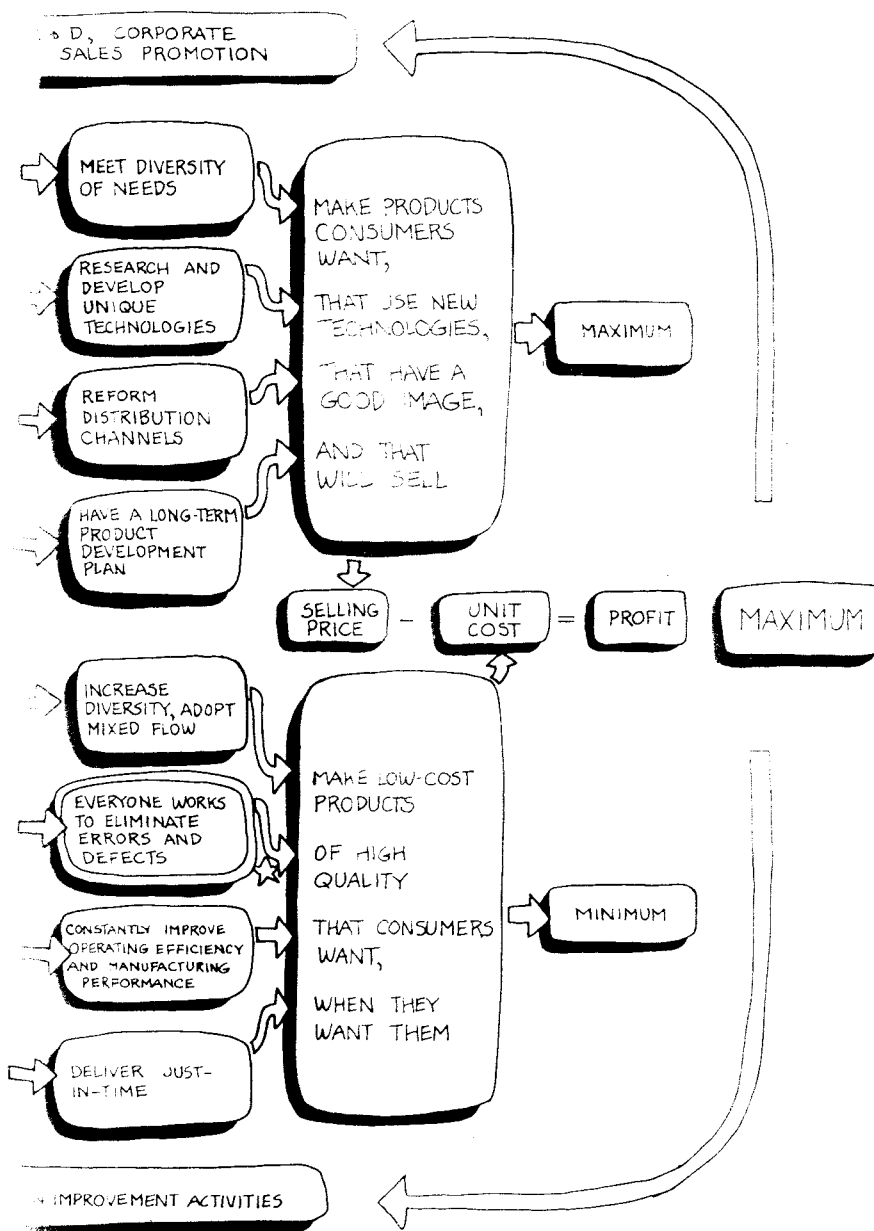 D, CORPORATE
SALES PROMOTION
MEET DIVERSITY
OF NEEDS
RESEARCH AND
DEVELOP
UNIQUE
TECHNOLOGIES
REFORM
DISTRIBUTION
CHANNELS
HAVE A LONG-TERM
PRODUCT
DEVELOPMENT
PLAN
MAKE PRODUCTS
CONSUMERS
WANT,
THAT USE NEW
TECHNOLOGIES,
THAT HAVE A
GOOD IMAGE,
AND THAT
WILL SELL
MAXIMUM
SELLING
PRICE
–
UNIT
COST
=
PROFIT
MAXIMUM
INCREASE
DIVERSITY, ADOPT
MIXED FLOW
EVERYONE WORKS
TO ELIMINATE
ERRORS AND
DEFECTS
CONSTANTLY IMPROVE
OPERATING EFFICIENCY
AND MANUFACTURING
PERFORMANCE
DELIVER JUST-
IN-TIME
MAKE LOW-COST
PRODUCTS
OF HIGH
QUALITY
THAT CONSUMERS
WANT,
WHEN THEY
WANT THEM
MINIMUM
IMPROVEMENT ACTIVITIES